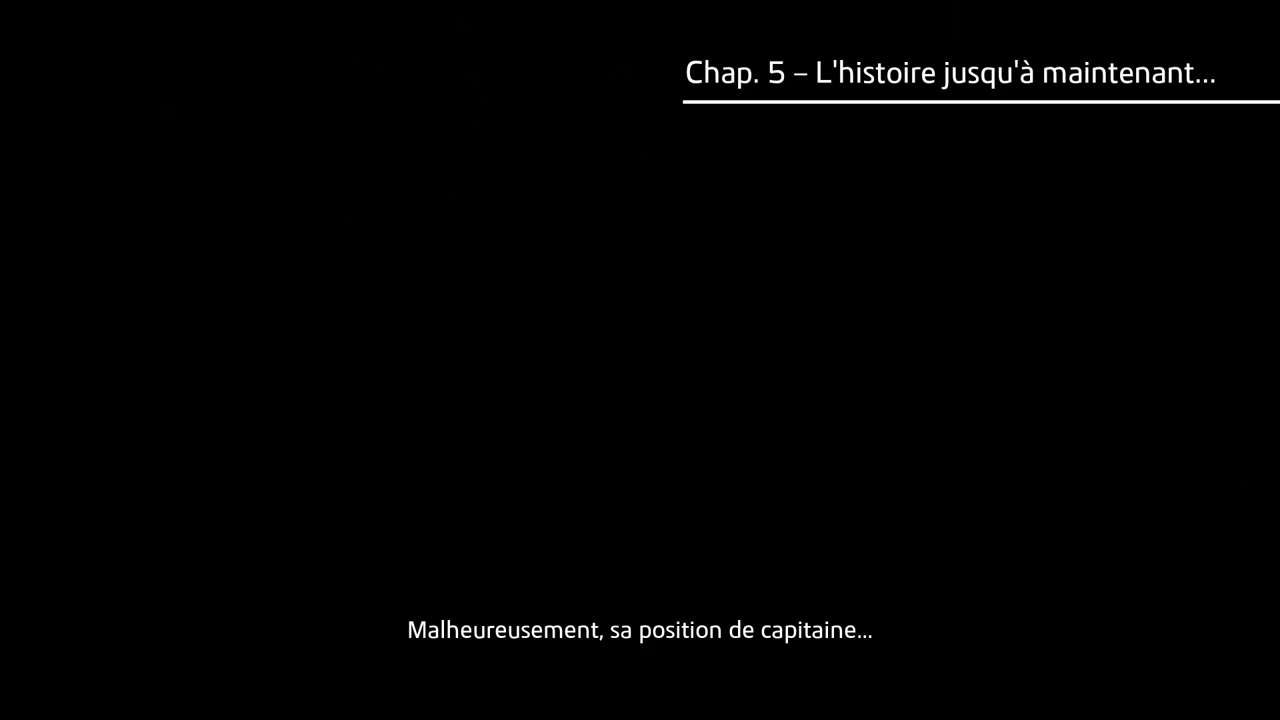 Chap. 5 – L'histoire jusqu'à maintenant...
Malheureusement, sa position de capitaine...